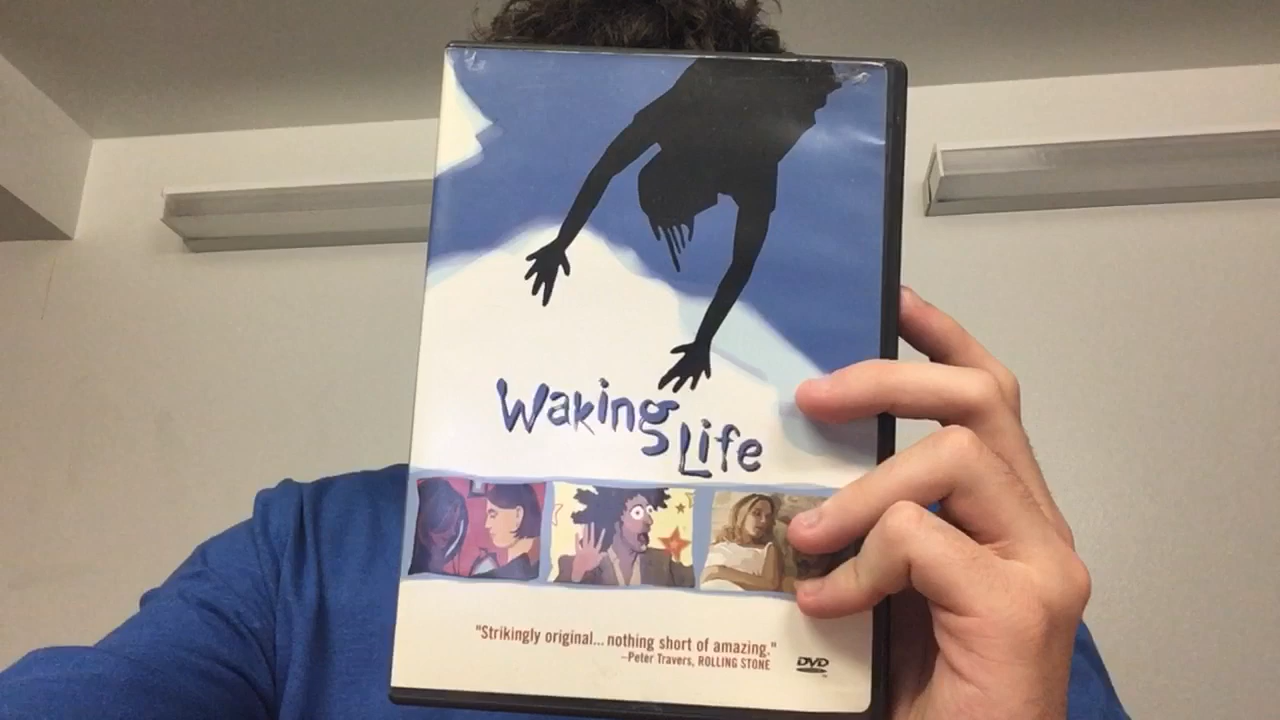 Waking
Life
"Strikingly original... nothing short of amazing."
–Peter Travers, ROLLING STONE
DVD